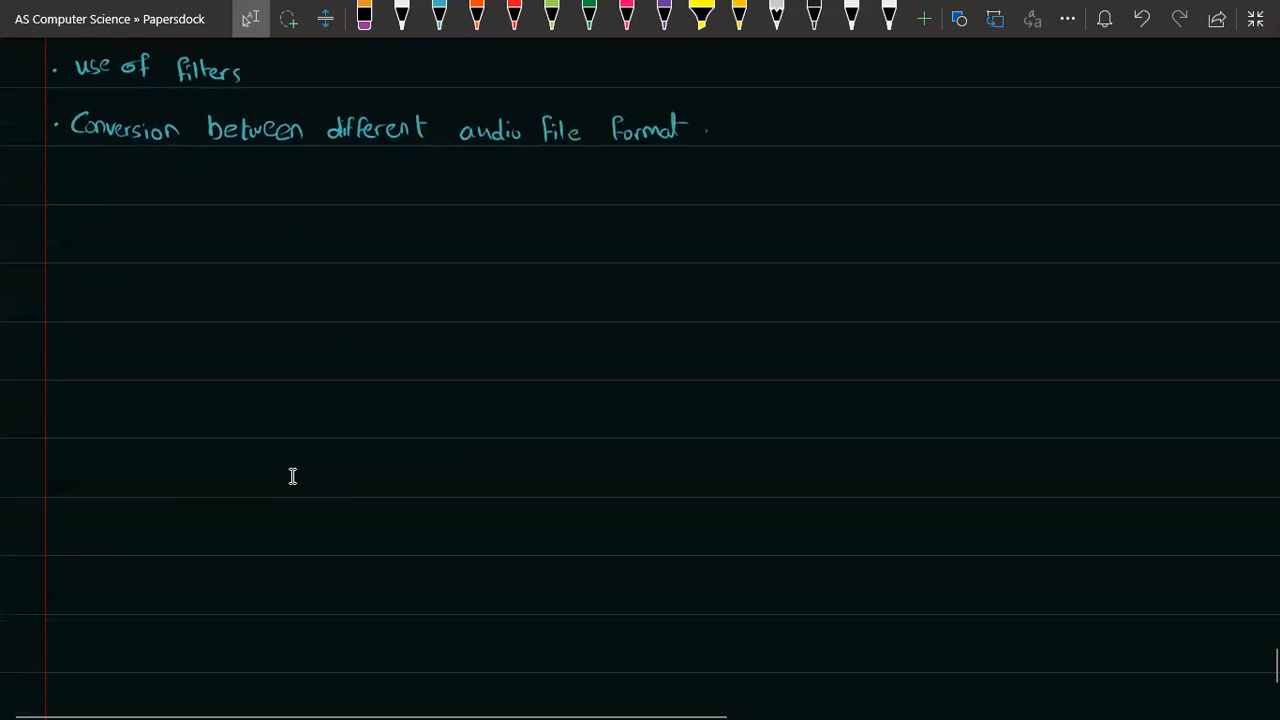 AS Computer Science » Papersdock
· use of filters
· Conversion between different audio file format .